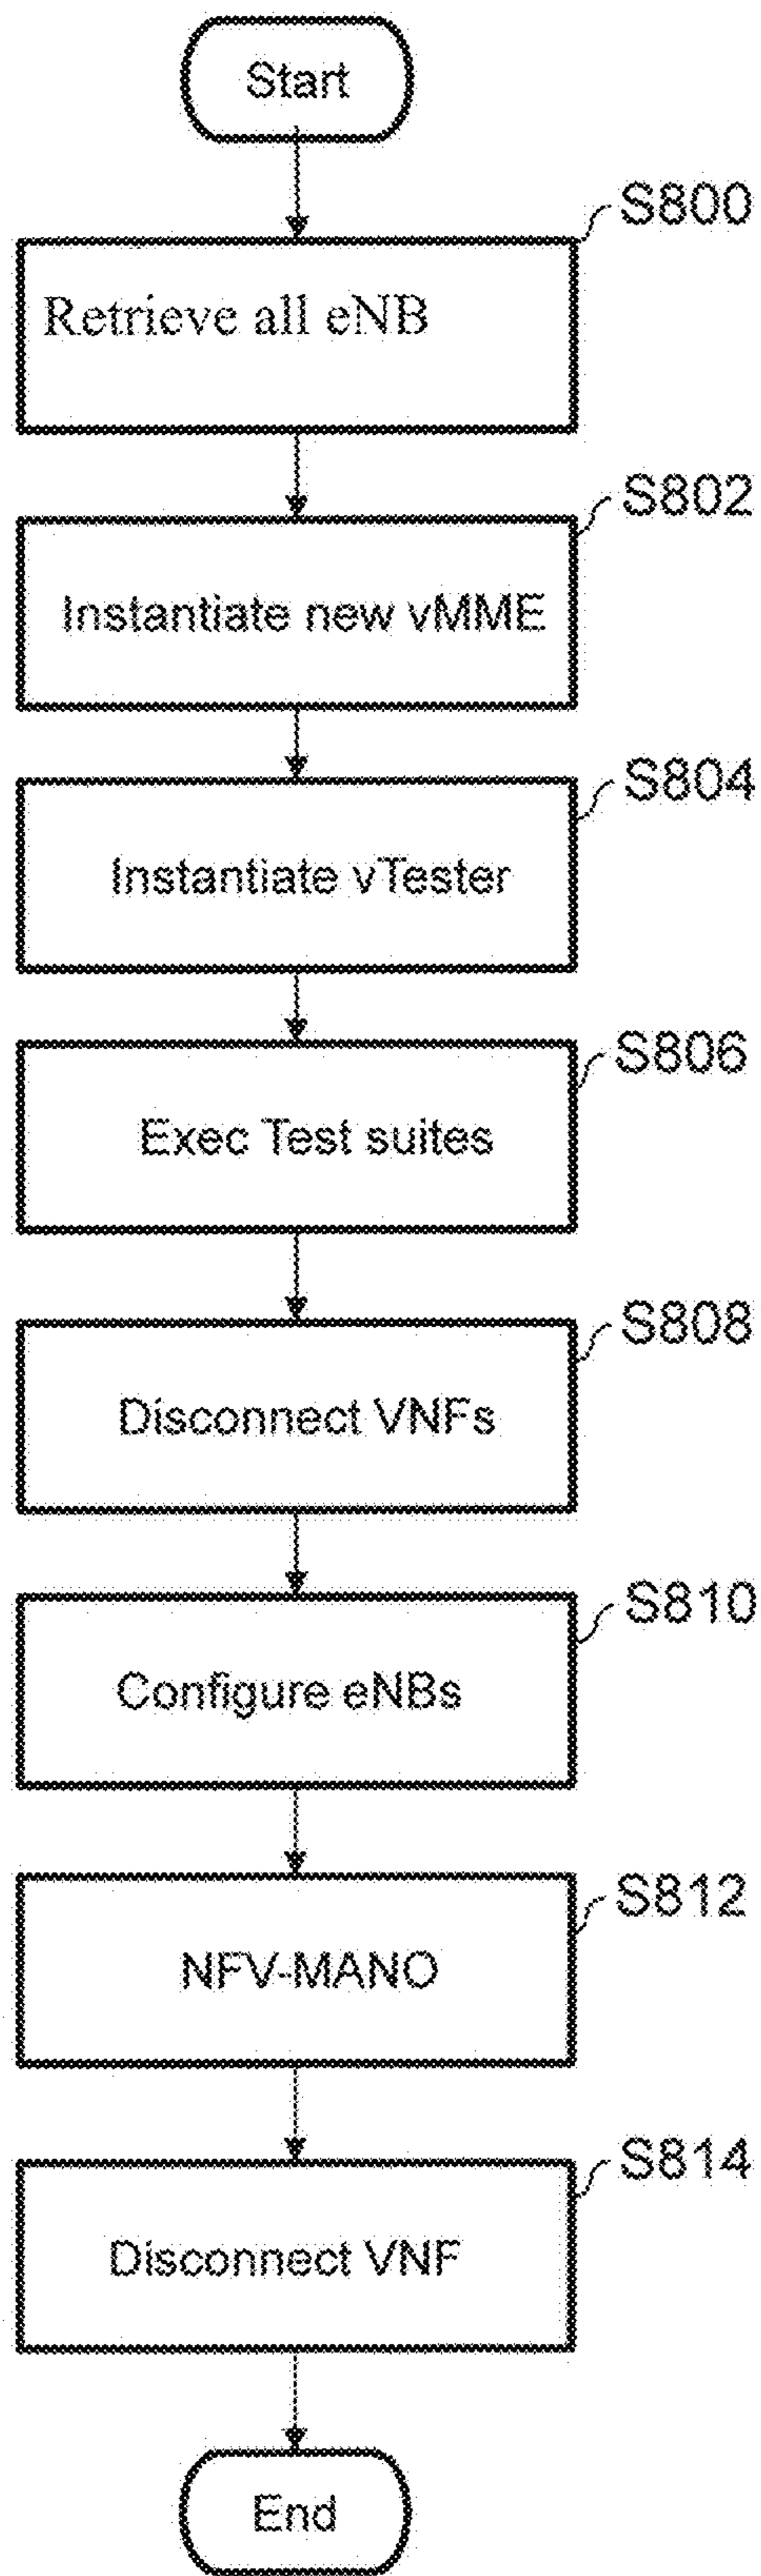 Start
S800
Retrieve all eNB
S802
Instantiate new vMME
S804
Instantiate vTester
S806
Exec Test suites
S808
Disconnect VNFs
S810
Configure eNBs
S812
NFV-MANO
S814
Disconnect VNF
End